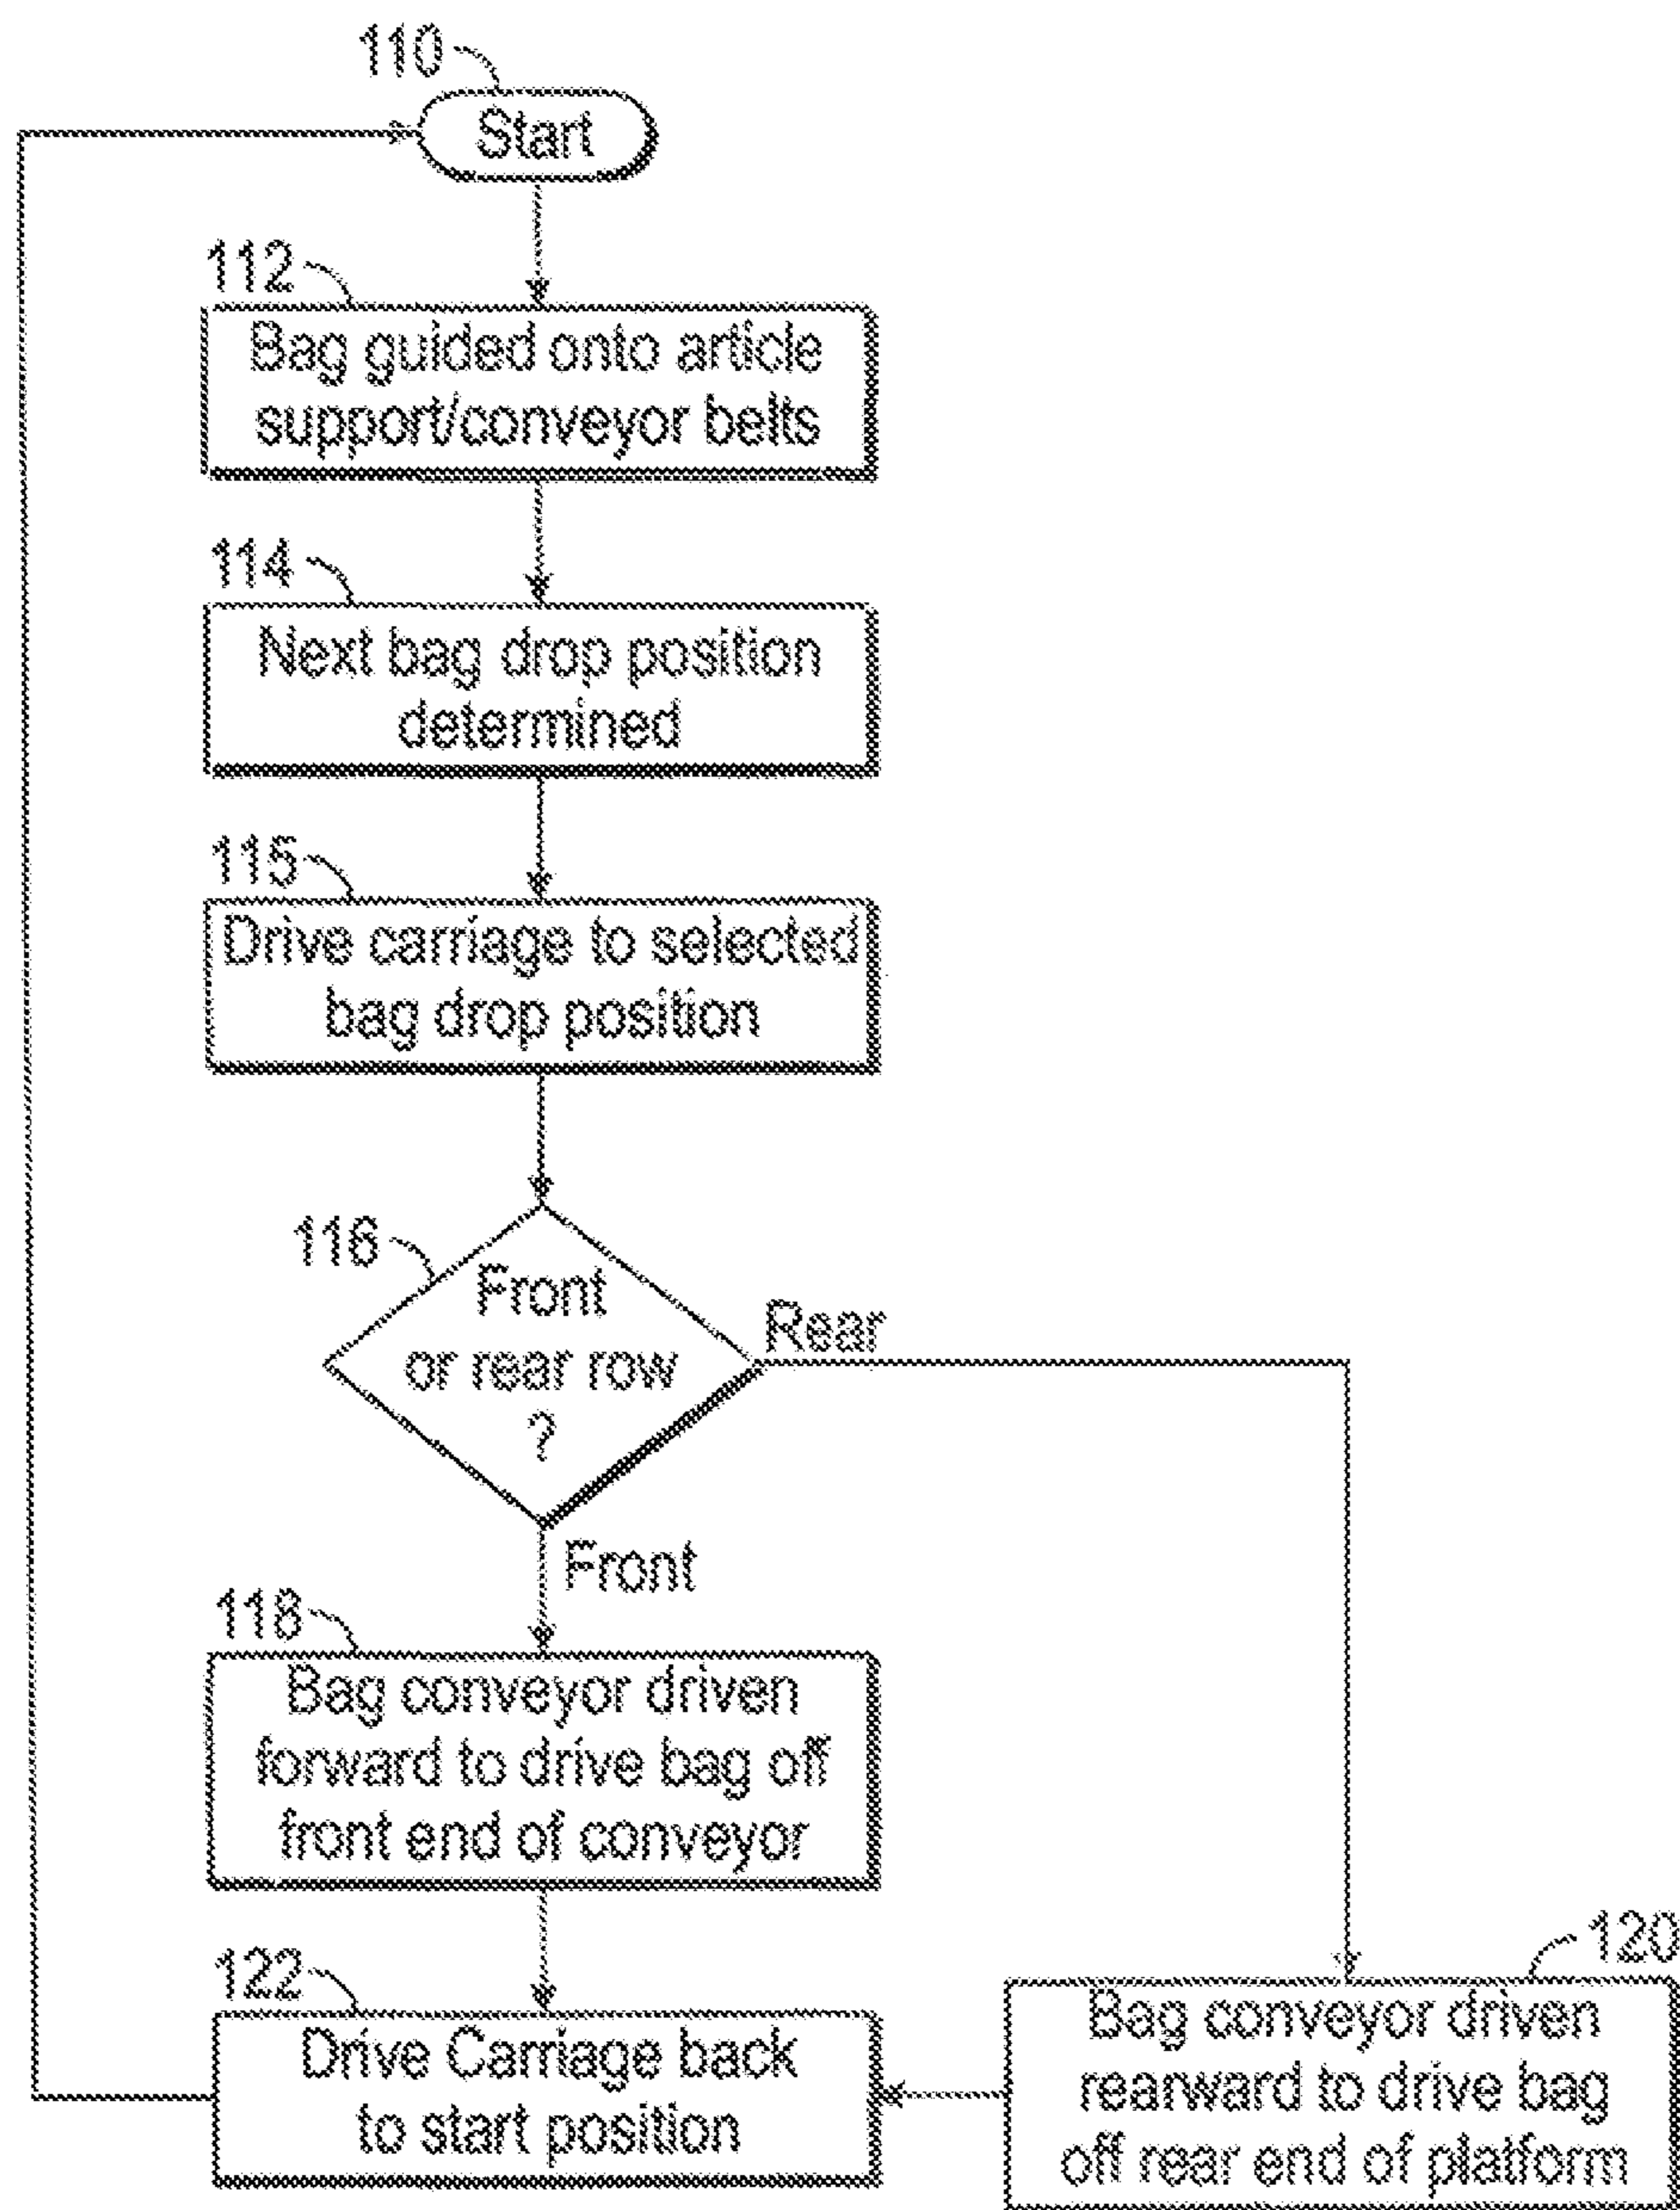 110
Start
112
Bag guided onto article
support/conveyor belts
114
Next bag drop position
determined
115
Drive carriage to selected
bag drop position
116
Front
or rear row
?
Rear
Front
118
Bag conveyor driven
forward to drive bag off
front end of conveyor
122
Drive Carriage back
to start position
120
Bag conveyor driven
rearward to drive bag
off rear end of platform